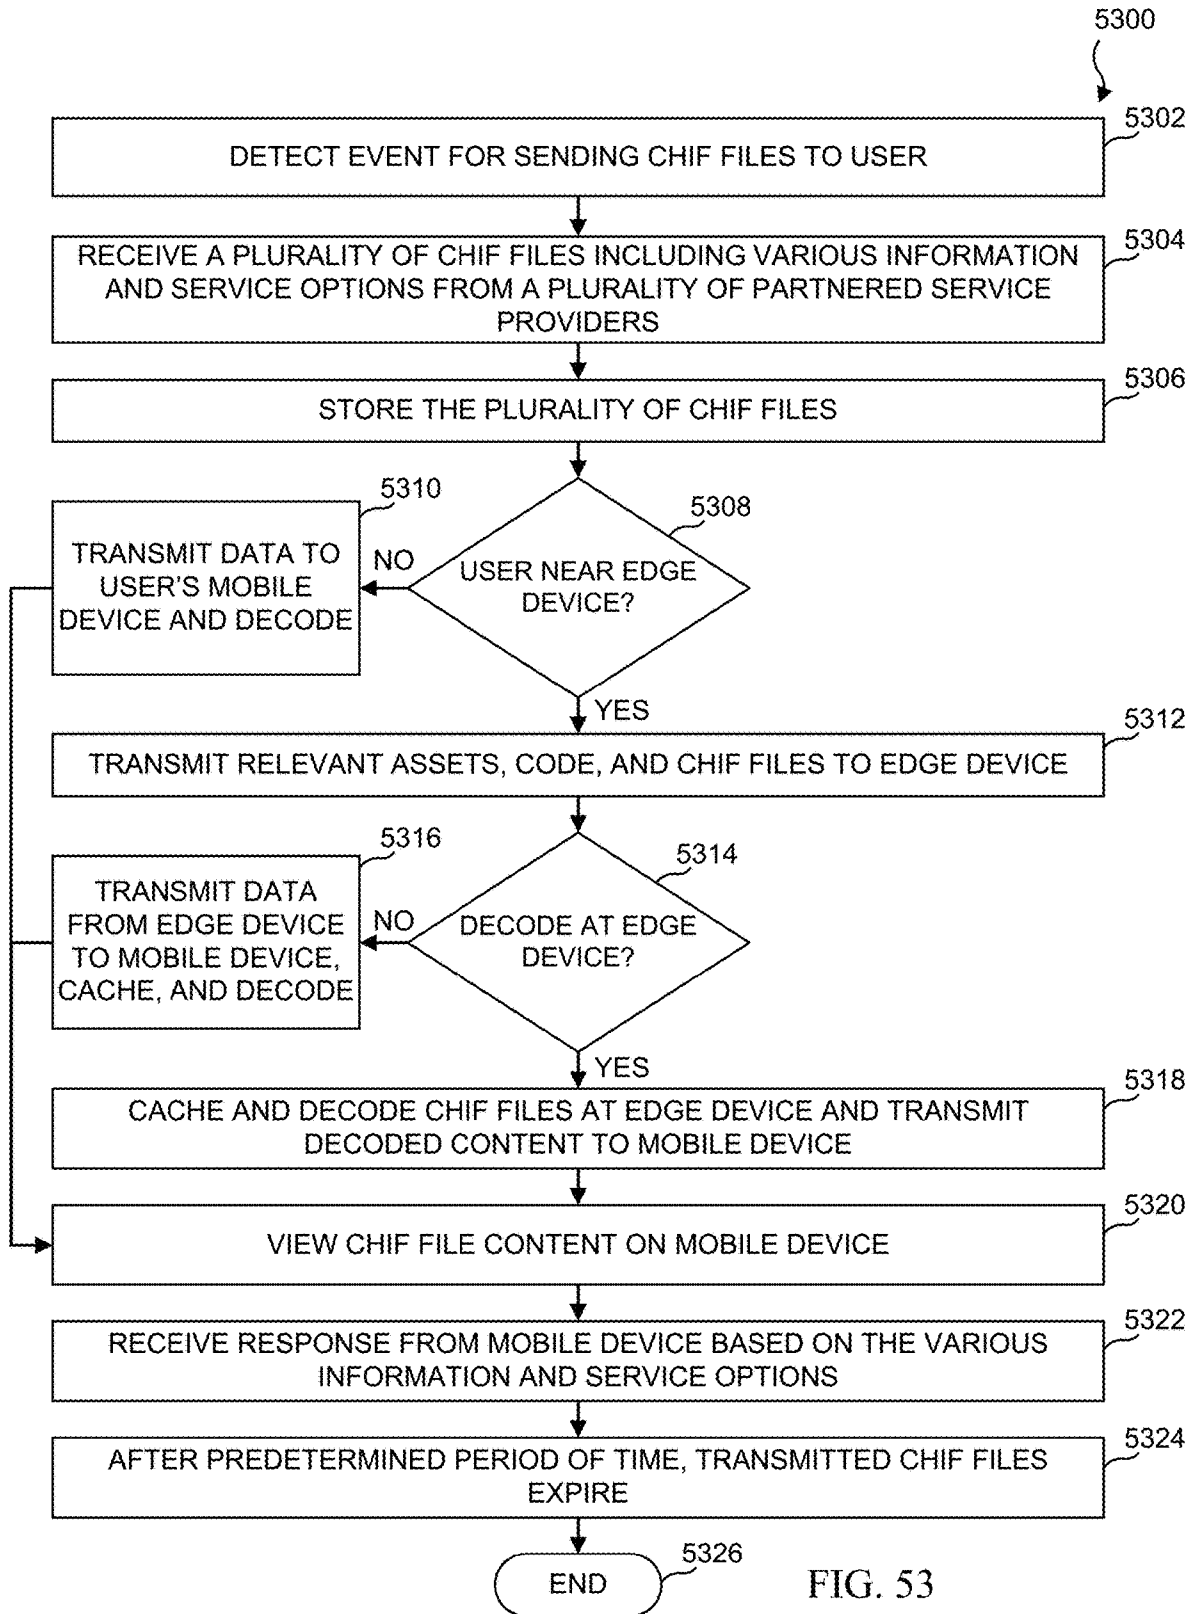 5300
5302
DETECT EVENT FOR SENDING CHIF FILES TO USER
5304
RECEIVE A PLURALITY OF CHIF FILES INCLUDING VARIOUS INFORMATION
AND SERVICE OPTIONS FROM A PLURALITY OF PARTNERED SERVICE
PROVIDERS
5306
STORE THE PLURALITY OF CHIF FILES
5310
5308
TRANSMIT DATA TO
USER'S MOBILE
DEVICE AND DECODE
NO
USER NEAR EDGE
DEVICE?
YES
5312
TRANSMIT RELEVANT ASSETS, CODE, AND CHIF FILES TO EDGE DEVICE
5316
5314
TRANSMIT DATA
FROM EDGE DEVICE
TO MOBILE DEVICE,
CACHE, AND DECODE
NO
DECODE AT EDGE
DEVICE?
YES
5318
CACHE AND DECODE CHIF FILES AT EDGE DEVICE AND TRANSMIT
DECODED CONTENT TO MOBILE DEVICE
5320
VIEW CHIF FILE CONTENT ON MOBILE DEVICE
5322
RECEIVE RESPONSE FROM MOBILE DEVICE BASED ON THE VARIOUS
INFORMATION AND SERVICE OPTIONS
5324
AFTER PREDETERMINED PERIOD OF TIME, TRANSMITTED CHIF FILES
EXPIRE
5326
END
FIG. 53